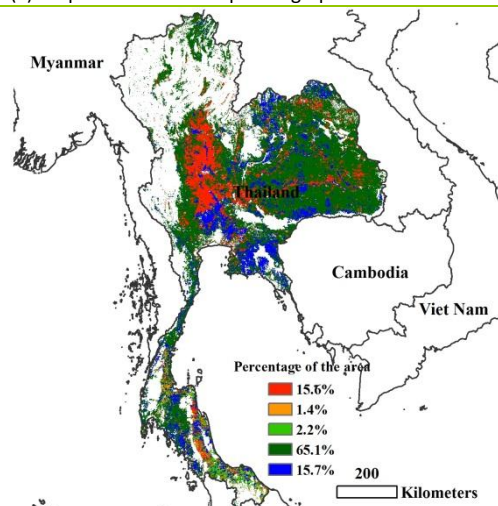 Myanmar
Thailand
Cambodia
Viet Nam
Percentage of the area
15.6%
1.4%
2.2%
65.1%
15.7%
200
Kilometers